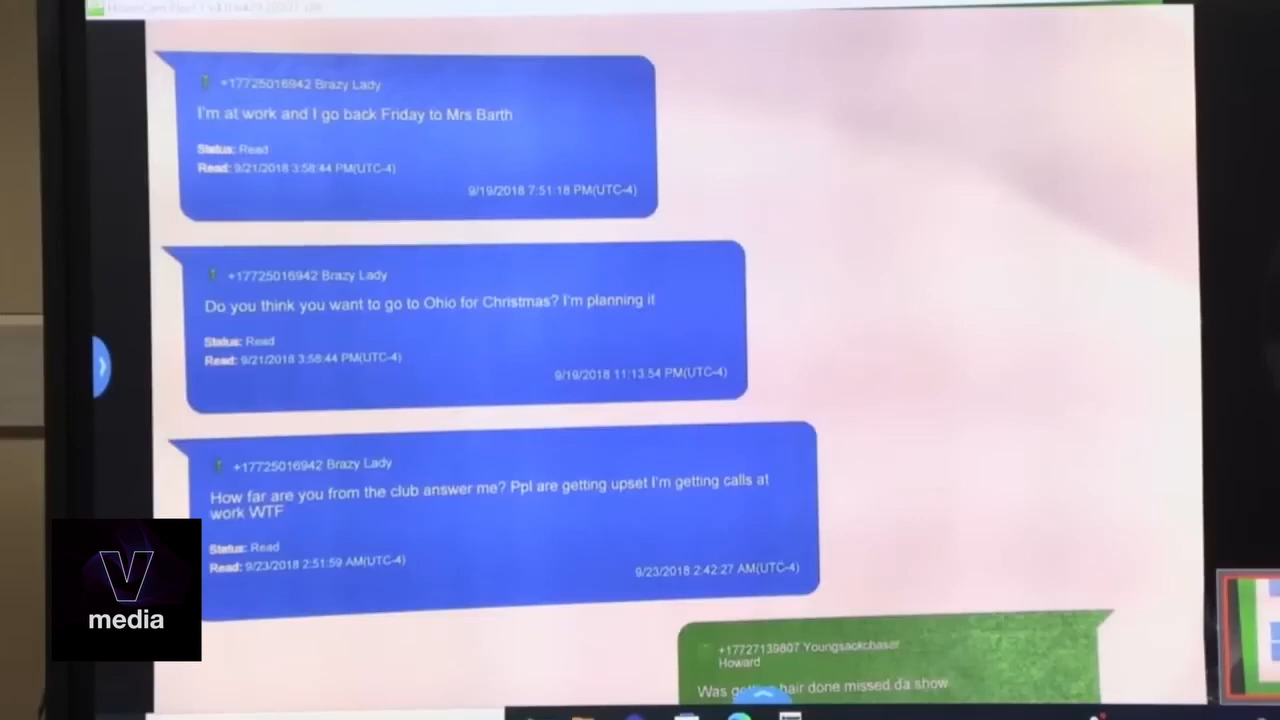 +17725016942 Brazy Lady
I'm at work and I go back Friday to Mrs Barth
Status: Read
Read: 9/21/2018 3:58:44 PM(UTC-4)
9/19/2018 7:51:18 PM(UTC-4)
+17725016942 Brazy Lady
Do you think you want to go to Ohio for Christmas? I'm planning it
Status: Read
Read: 9/21/2018 3:58:44 PM(UTC-4)
9/19/2018 11:13:54 PM(UTC-4)
+17725016942 Brazy Lady
How far are you from the club answer me? Ppl are getting upset I'm getting calls at
work WTF
Status: Read
Read: 9/23/2018 2:51:59 AM(UTC-4)
9/23/2018 2:42:27 AM(UTC-4)
+17727139807 Youngsackchaser
Howard
Was hair done missed da show
V
media